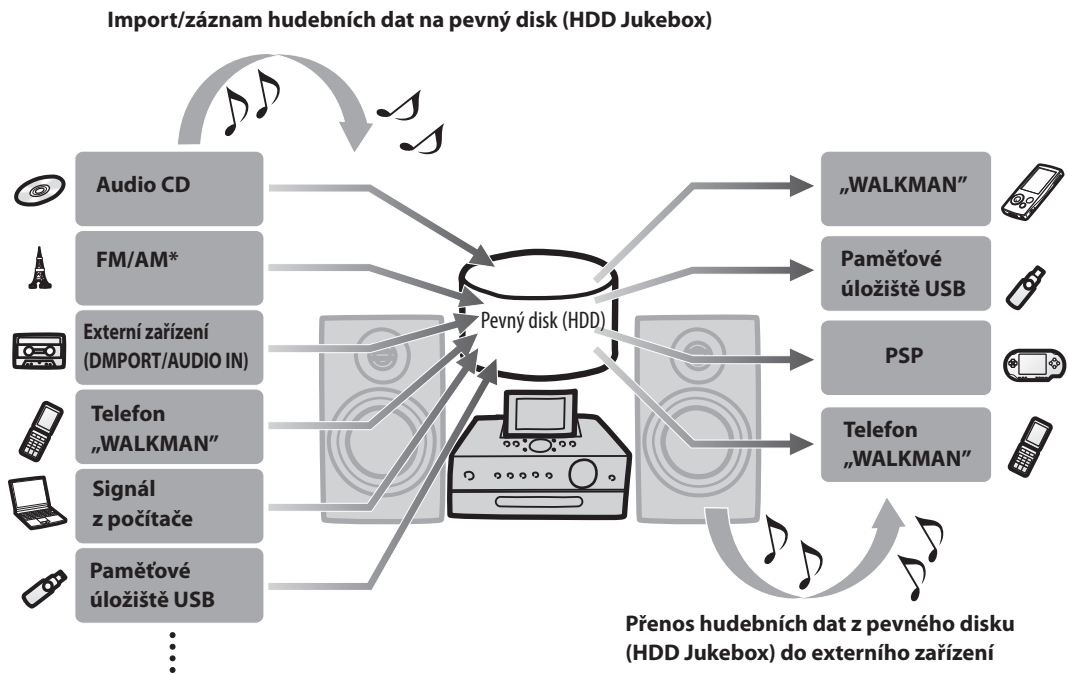 Import/záznam hudebních dat na pevný disk (HDD Jukebox)
Audio CD
FM/AM*
Externí zařízení
(DMPORT/AUDIO IN)
Telefon
„WALKMAN”
Signál
z počítače
Paměťové
úložiště USB
Pevný disk (HDD)
„WALKMAN”
Paměťové
úložiště USB
PSP
Telefon
„WALKMAN”
Přenos hudebních dat z pevného disku
(HDD Jukebox) do externího zařízení